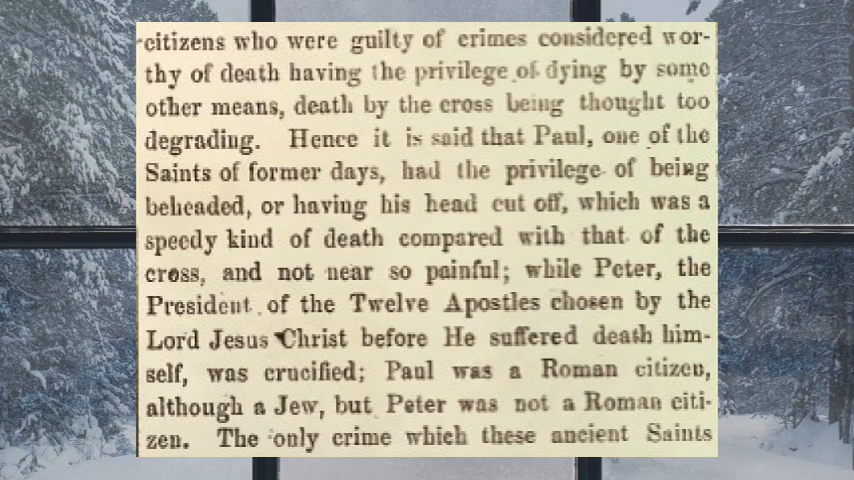 citizens who were guilty of crimes considered wor-
thy of death having the privilege of dying by some
other means, death by the cross being thought too
degrading. Hence it is said that Paul, one of the
Saints of former days, had the privilege of being
beheaded, or having his head cut off, which was a
speedy kind of death compared with that of the
cross, and not near so painful; while Peter, the
President of the Twelve Apostles chosen by the
Lord Jesus Christ before He suffered death him-
self, was crucified; Paul was a Roman citizen,
although a Jew, but Peter was not a Roman citi-
zen. The only crime which these ancient Saints